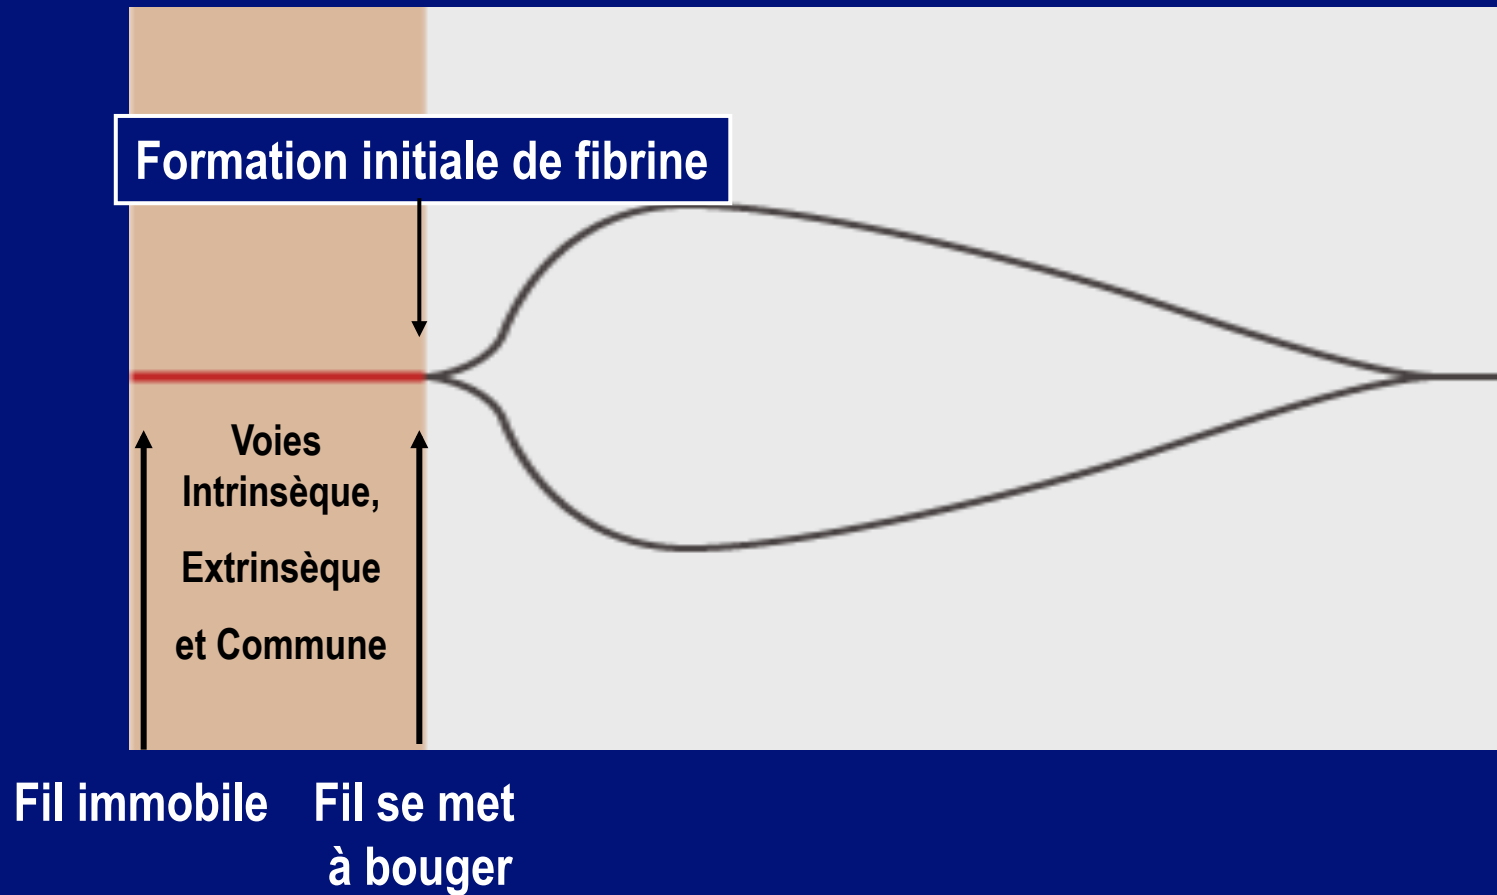 Formation initiale de fibrine
Voies
Intrinsèque,
Extrinsèque
et Commune
Fil immobile
Fil se met
à bouger